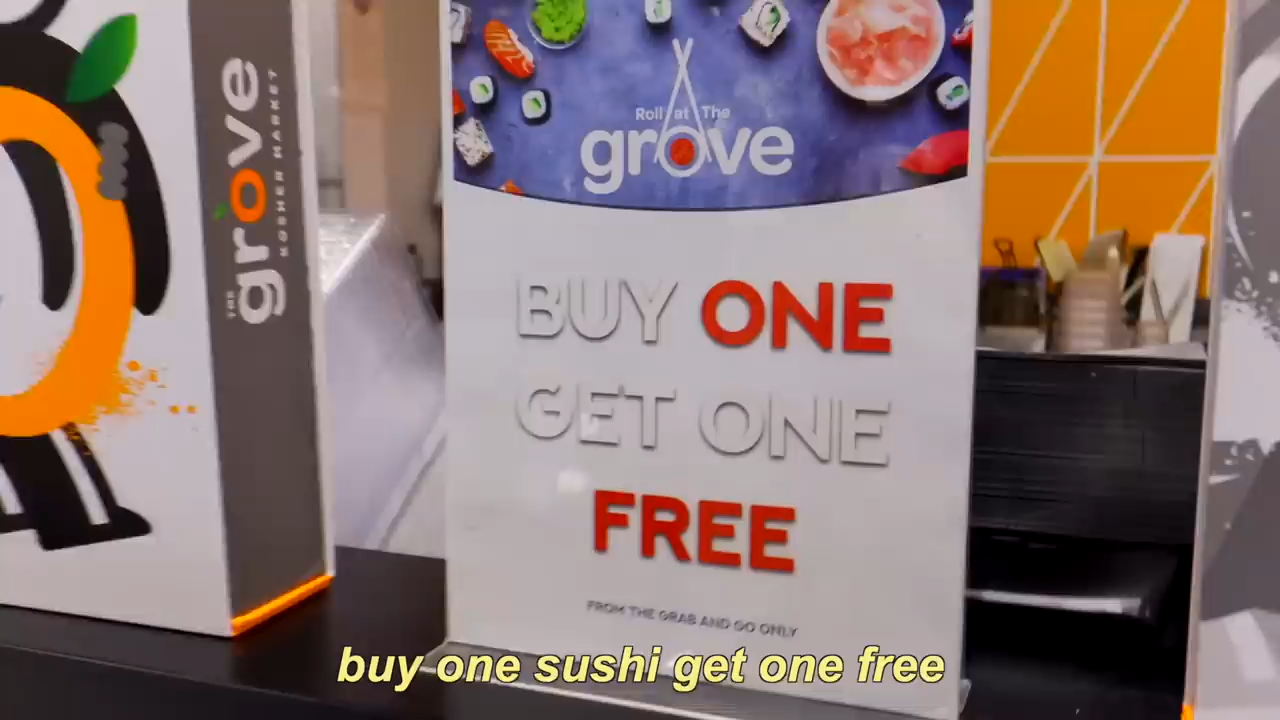 THE
grove
KOSHER MARKET
Roll at The
grove
BUY ONE
GET ONE
FREE
FROM THE GRAB AND GO ONLY
buy one sushi get one free